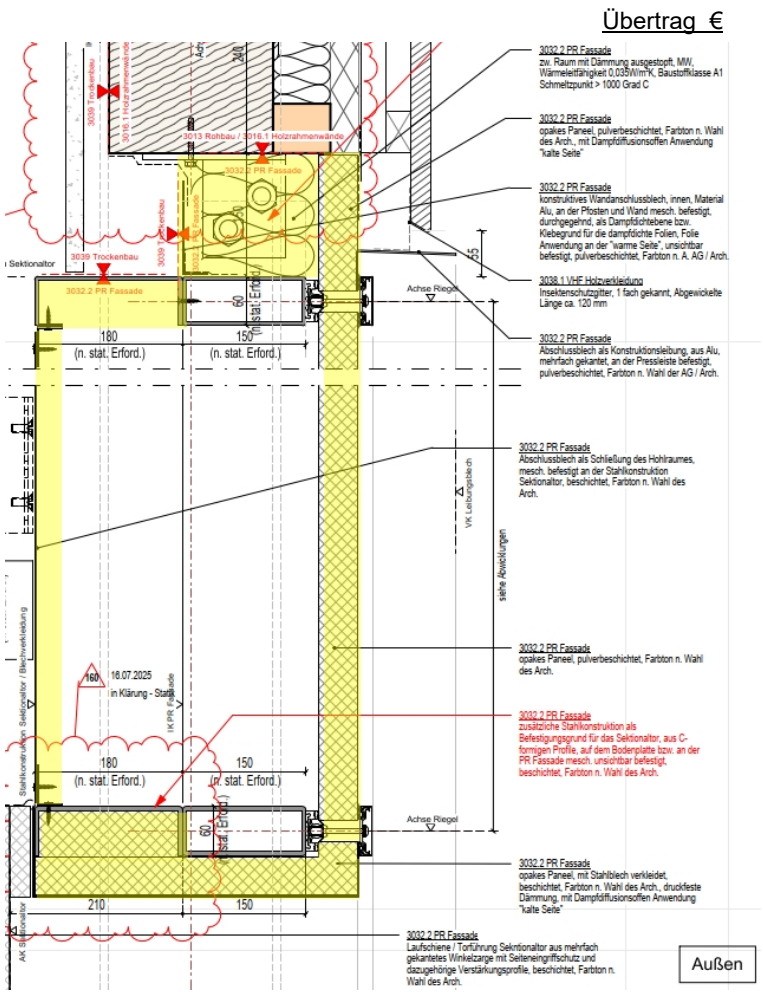 Übertrag €
3032.2 PR Fassade
zw. Raum mit Dämmung ausgestopft, MW,
Wärmeleitfähigkeit 0,035W/m²K, Baustoffklasse A1
Schmeltzpunkt > 1000 Grad C
240
3039 Trockenbau
3016.1 Holzrahmenwände
3032.2 PR Fassade
opakes Paneel, pulverbeschichtet, Farbton n. Wahl
des Arch., mit Dampfdiffusionsoffen Anwendung
"kalte Seite"
3013 Rohbau / 3016.1 Holzrahmenwände
3032.2 PR Fassade
3032.2 PR Fassade
konstruktives Wandanschlussblech, innen, Material
Alu, an der Pfosten und Wand mesch. befestigt,
durchgegehnd, als Dampfdichtebene bzw.
Klebegrund für die dampfdichte Folien, Folie
Anwendung an der "warme Seite", unsichtbar
befestigt, pulverbeschichtet, Farbton n. A. AG / Arch.
3039 Trockenbau
55
Sektionaltor
3039 Trockenbau
3032.2 PR Fassade
3038.1 VHF Holzverkleidung
Insektenschutzgitter, 1 fach gekannt, Abgewickelte
Länge ca. 120 mm
Achse Riegel
60
(n. stat. Erford.)
180
(n. stat. Erford.)
150
(n. stat. Erford.)
3032.2 PR Fassade
Abschlussblech als Konstruktionsleibung, aus Alu,
mehrfach gekantet, an der Pressleiste befestigt,
pulverbeschichtet, Farbton n. Wahl der AG / Arch.
3032.2 PR Fassade
Abschlussblech als Schließung des Hohlraumes,
mesch. befestigt an der Stahlkonstruktion
Sektionaltor, beschichtet, Farbton n. Wahl des
Arch.
VK Leibungsblech
siehe Abwicklungen
Stahlkonstruktion Sektionaltor / Blechverkleidung
160
16.07.2025
in Klärung - Statik
IK PR Fassade
3032.2 PR Fassade
opakes Paneel, pulverbeschichtet, Farbton n. Wahl
des Arch.
3032.2 PR Fassade
zusätzliche Stahlkonstruktion als
Befestigungsgrund für das Sektionaltor, aus C-
formigen Profile, auf dem Bodenplatte bzw. an der
PR Fassade mesch. unsichtbar befestigt,
beschichtet, Farbton n. Wahl des Arch.
180
(n. stat. Erford.)
150
(n. stat. Erford.)
Achse Riegel
60
(n. stat. Erford.)
3032.2 PR Fassade
opakes Paneel, mit Stahlblech verkleidet,
beschichtet, Farbton n. Wahl des Arch., druckfeste
Dämmung, mit Dampfdiffusionsoffen Anwendung
"kalte Seite"
210
150
AK Sektionaltor
3032.2 PR Fassade
Laufschiene / Torführung Sekntionaltor aus mehrfach
gekantetes Winkelzarge mit Seiteneingriffschutz und
dazugehörige Verstärkungsprofile, beschichtet, Farbton n.
Wahl des Arch.
Außen